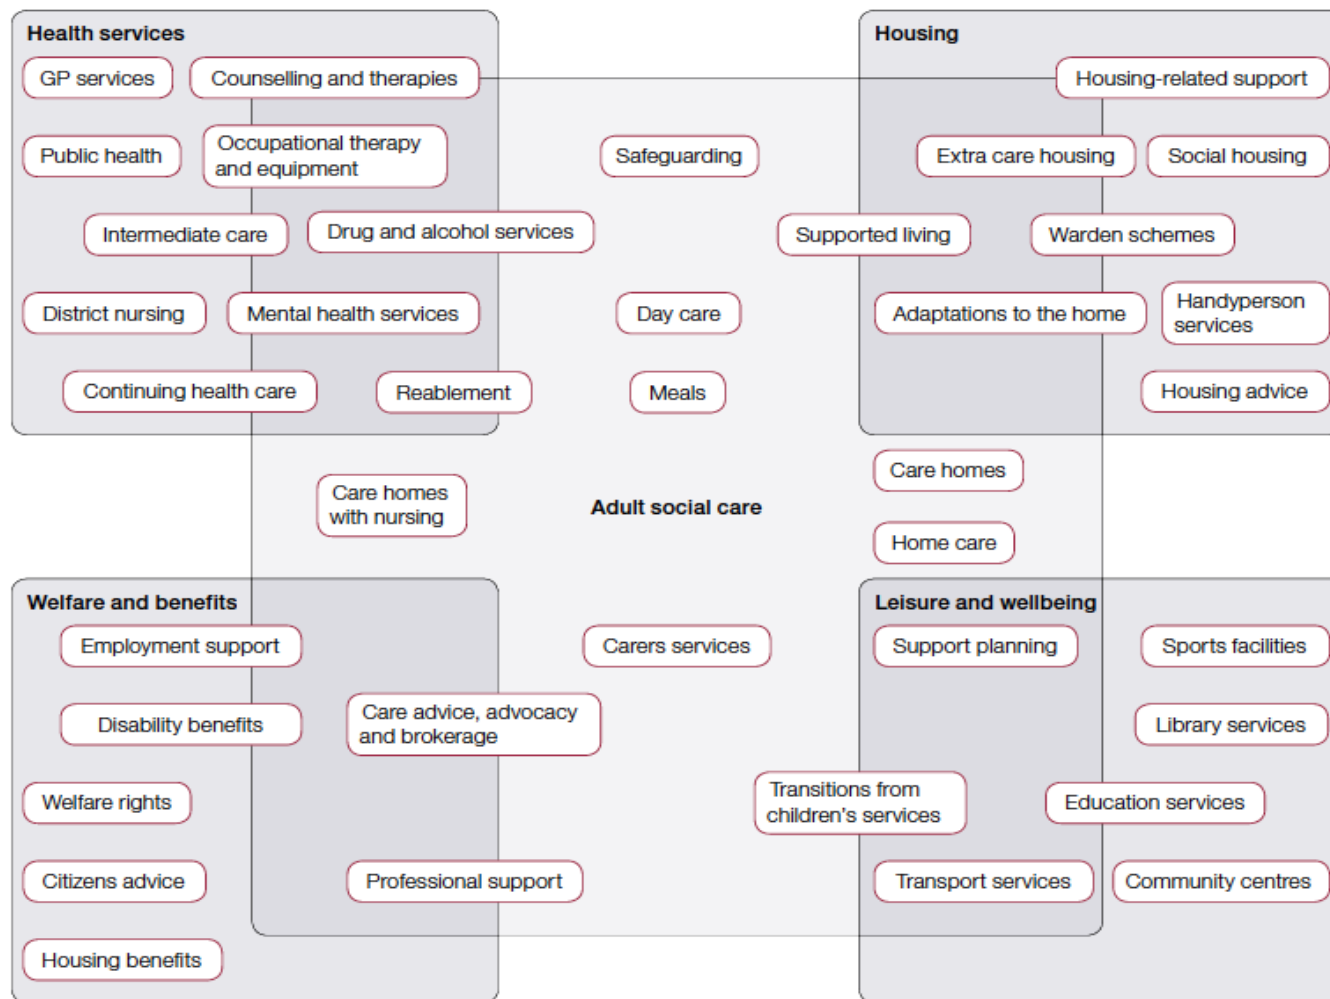 Health services
GP services
Counselling and therapies
Public health
Occupational therapy
and equipment
Intermediate care
Drug and alcohol services
District nursing
Mental health services
Continuing health care
Reablement
Safeguarding
Day care
Meals
Housing
Housing-related support
Extra care housing
Social housing
Supported living
Warden schemes
Adaptations to the home
Handyperson
services
Housing advice
Care homes
with nursing
Adult social care
Care homes
Home care
Welfare and benefits
Employment support
Disability benefits
Care advice, advocacy
and brokerage
Welfare rights
Citizens advice
Professional support
Housing benefits
Carers services
Leisure and wellbeing
Support planning
Sports facilities
Library services
Transitions from
children’s services
Education services
Transport services
Community centres